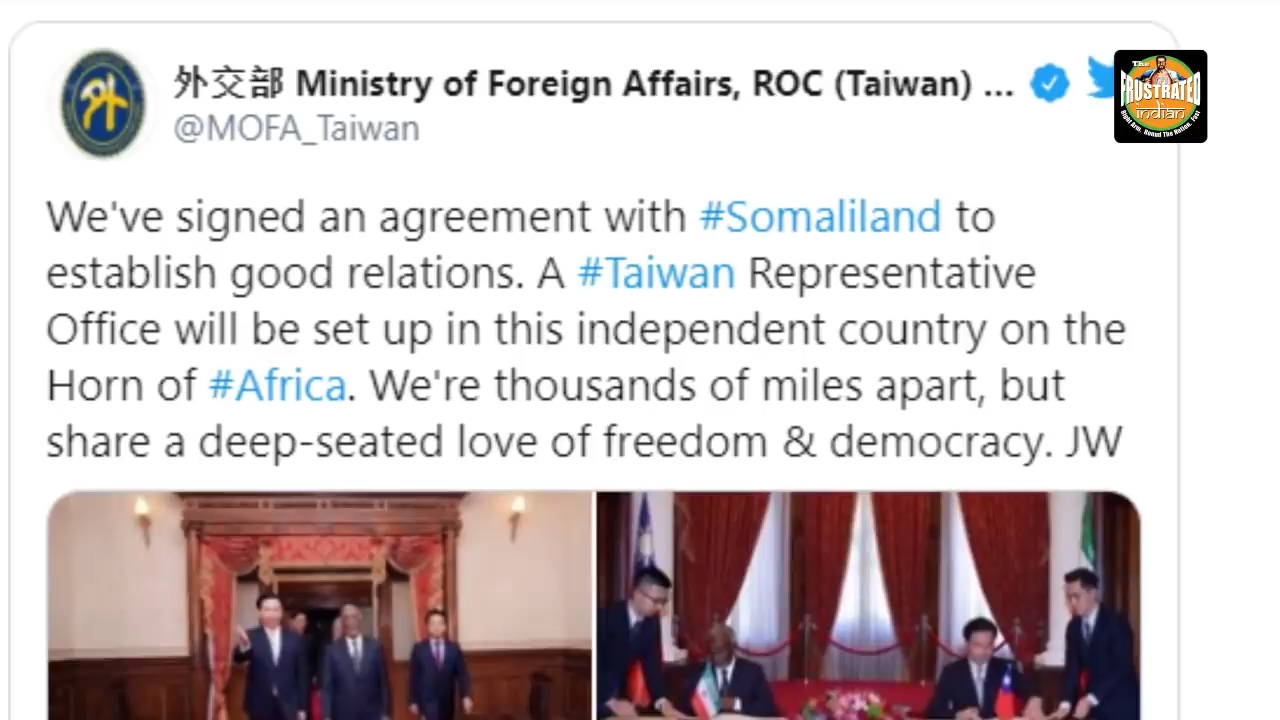 外交部 Ministry of Foreign Affairs, ROC (Taiwan) ...
@MOFA_Taiwan
The
FRUSTRATED
indian
We've signed an agreement with #Somaliland to
establish good relations. A #Taiwan Representative
Office will be set up in this independent country on the
Horn of #Africa. We're thousands of miles apart, but
share a deep-seated love of freedom & democracy. JW